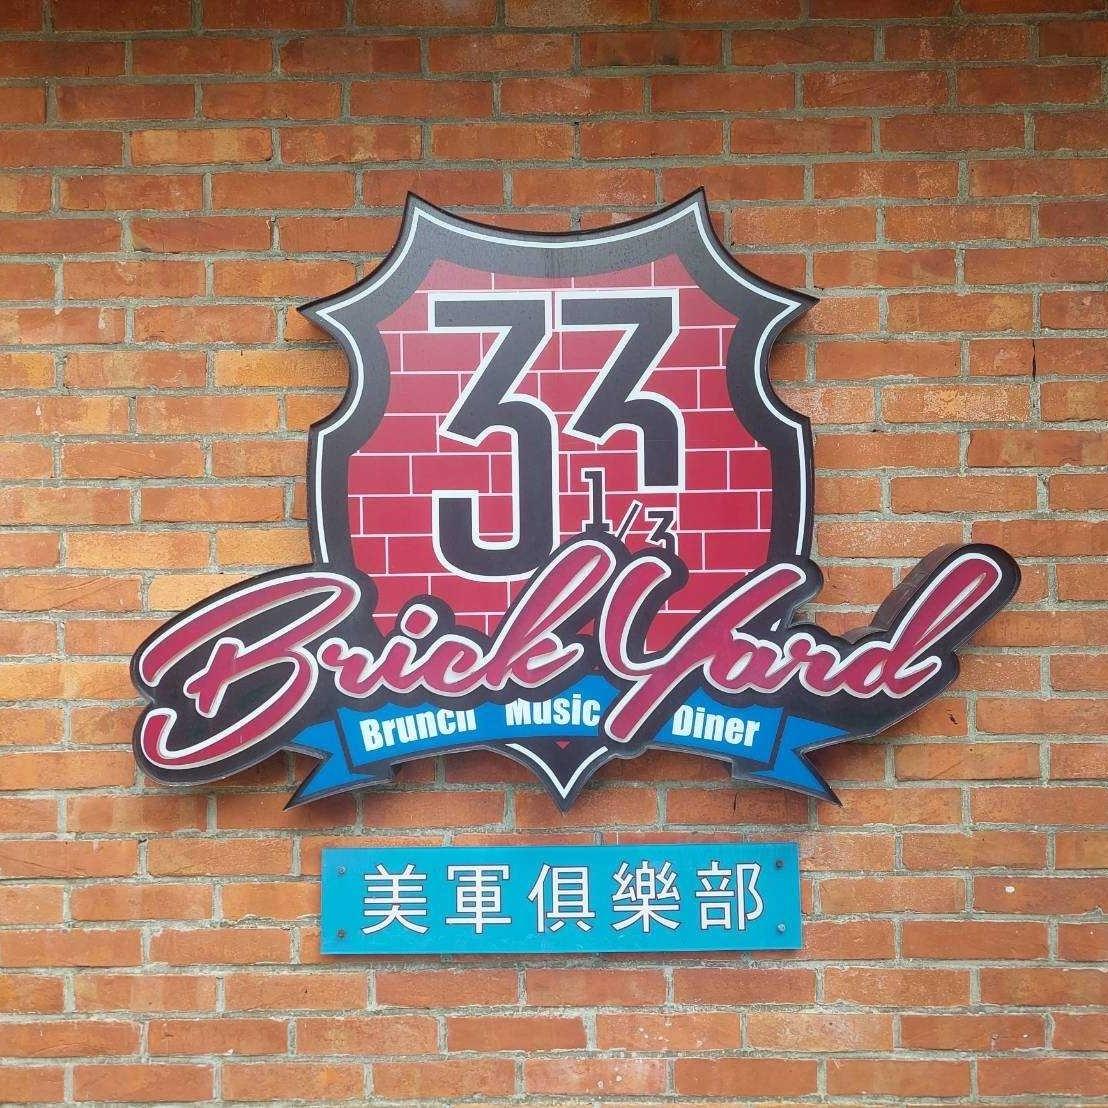 33 1/3
Brick Yard
Brunch Music Diner
美軍俱樂部